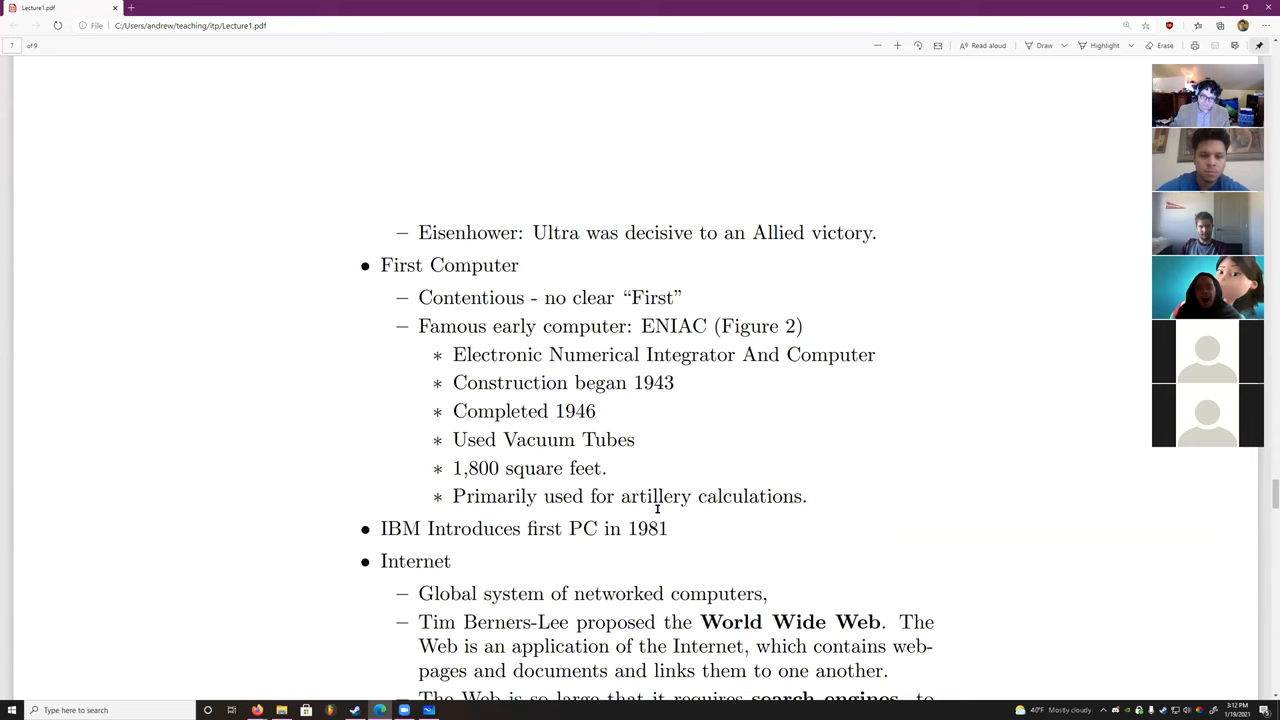 Lecture1.pdf
File
C:/Users/andrew/teaching/itp/Lecture1.pdf
7
of 9
Read aloud
Draw
Highlight
Erase
– Eisenhower: Ultra was decisive to an Allied victory.
• First Computer
– Contentious - no clear “First”
– Famous early computer: ENIAC (Figure 2)
∗ Electronic Numerical Integrator And Computer
∗ Construction began 1943
∗ Completed 1946
∗ Used Vacuum Tubes
∗ 1,800 square feet.
∗ Primarily used for artillery calculations.
• IBM Introduces first PC in 1981
• Internet
– Global system of networked computers,
– Tim Berners-Lee proposed the World Wide Web. The
Web is an application of the Internet, which contains web-
pages and documents and links them to one another.
– The Web is so large that it requires search engines, to
Type here to search
40°F Mostly cloudy
3:12 PM
1/19/2021